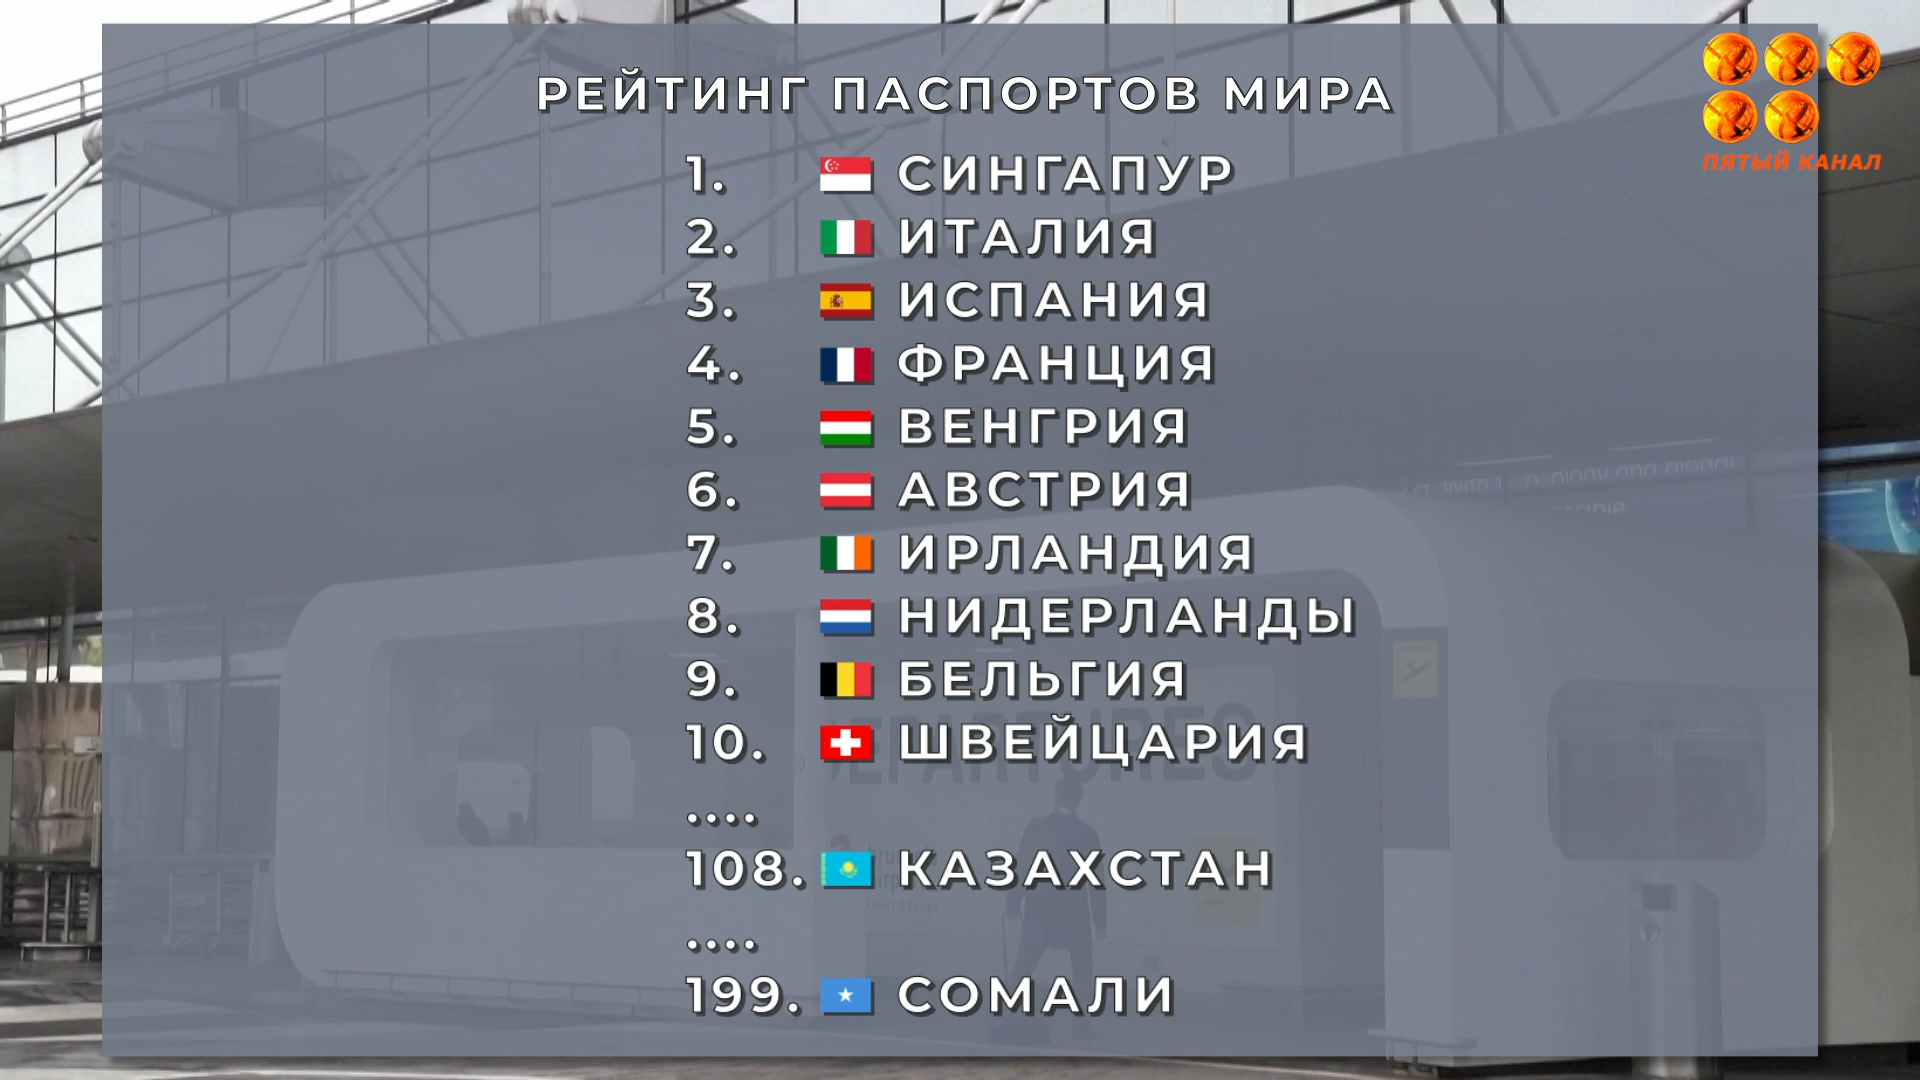 РЕЙТИНГ ПАСПОРТОВ МИРА
ПЯТЫЙ КАНАЛ
1. СИНГАПУР
2. ИТАЛИЯ
3. ИСПАНИЯ
4. ФРАНЦИЯ
5. ВЕНГРИЯ
6. АВСТРИЯ
7. ИРЛАНДИЯ
8. НИДЕРЛАНДЫ
9. БЕЛЬГИЯ
10. ШВЕЙЦАРИЯ
....
108. КАЗАХСТАН
....
199. СОМАЛИ
DEPARTURES